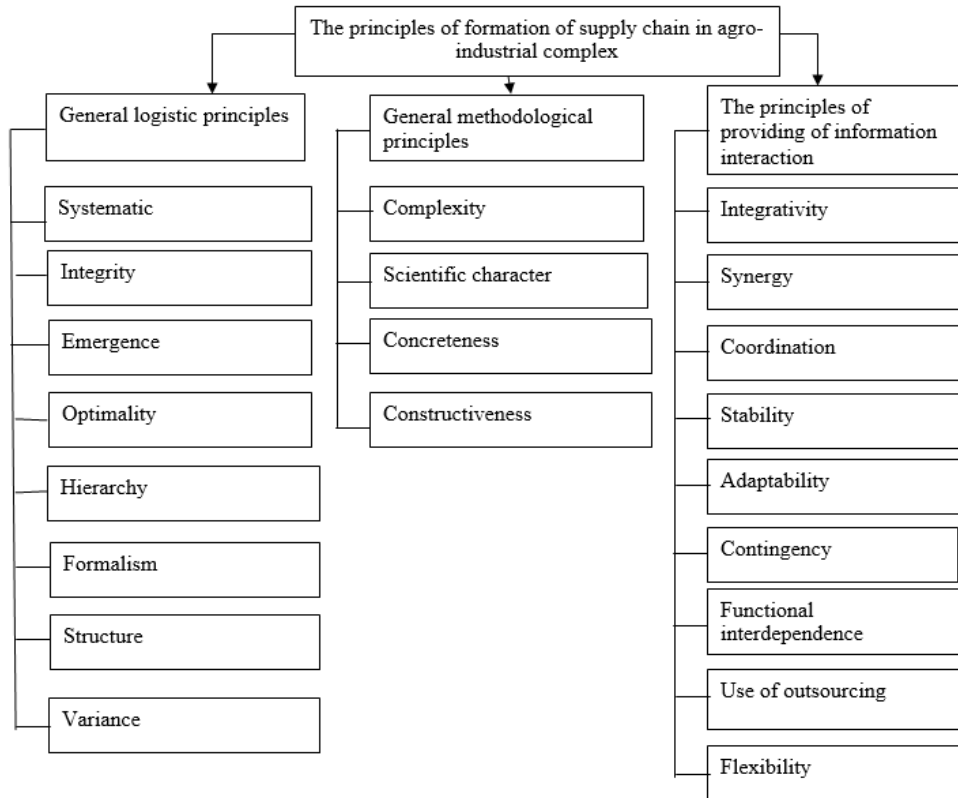 The principles of formation of supply chain in agro-
industrial complex
General logistic principles
Systematic
Integrity
Emergence
Optimality
Hierarchy
Formalism
Structure
Variance
General methodological
principles
Complexity
Scientific character
Concreteness
Constructiveness
The principles of
providing of information
interaction
Integrativity
Synergy
Coordination
Stability
Adaptability
Contingency
Functional
interdependence
Use of outsourcing
Flexibility